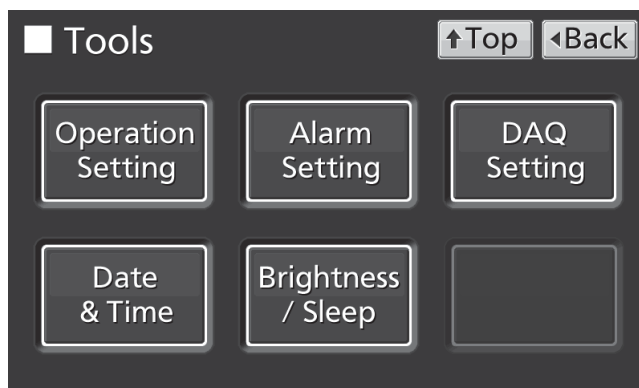 Tools
↑Top
◂Back
Operation
Setting
Alarm
Setting
DAQ
Setting
Date
& Time
Brightness
/ Sleep